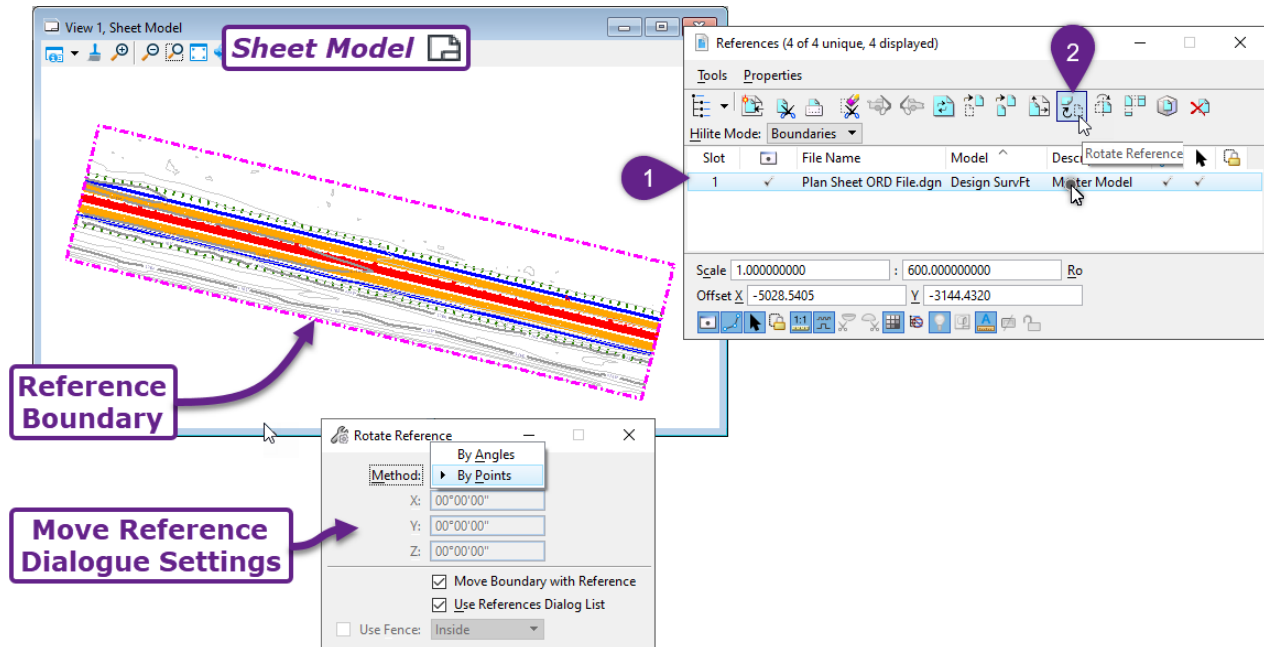 View 1, Sheet Model
Sheet Model
References (4 of 4 unique, 4 displayed)
2
Tools Properties
Hilite Mode: Boundaries
Rotate Reference
Slot File Name Model Descr
1
1 Plan Sheet ORD File.dgn Design SurvFt Master Model
Scale 1.000000000 : 600.000000000 Ro
Offset X -5028.5405 Y -3144.4320
1:1
A
Reference
Boundary
Rotate Reference
By Angles
Method: By Points
X: 00°00'00"
Y: 00°00'00"
Z: 00°00'00"
Move Reference
Dialogue Settings
Move Boundary with Reference
Use References Dialog List
Use Fence: Inside